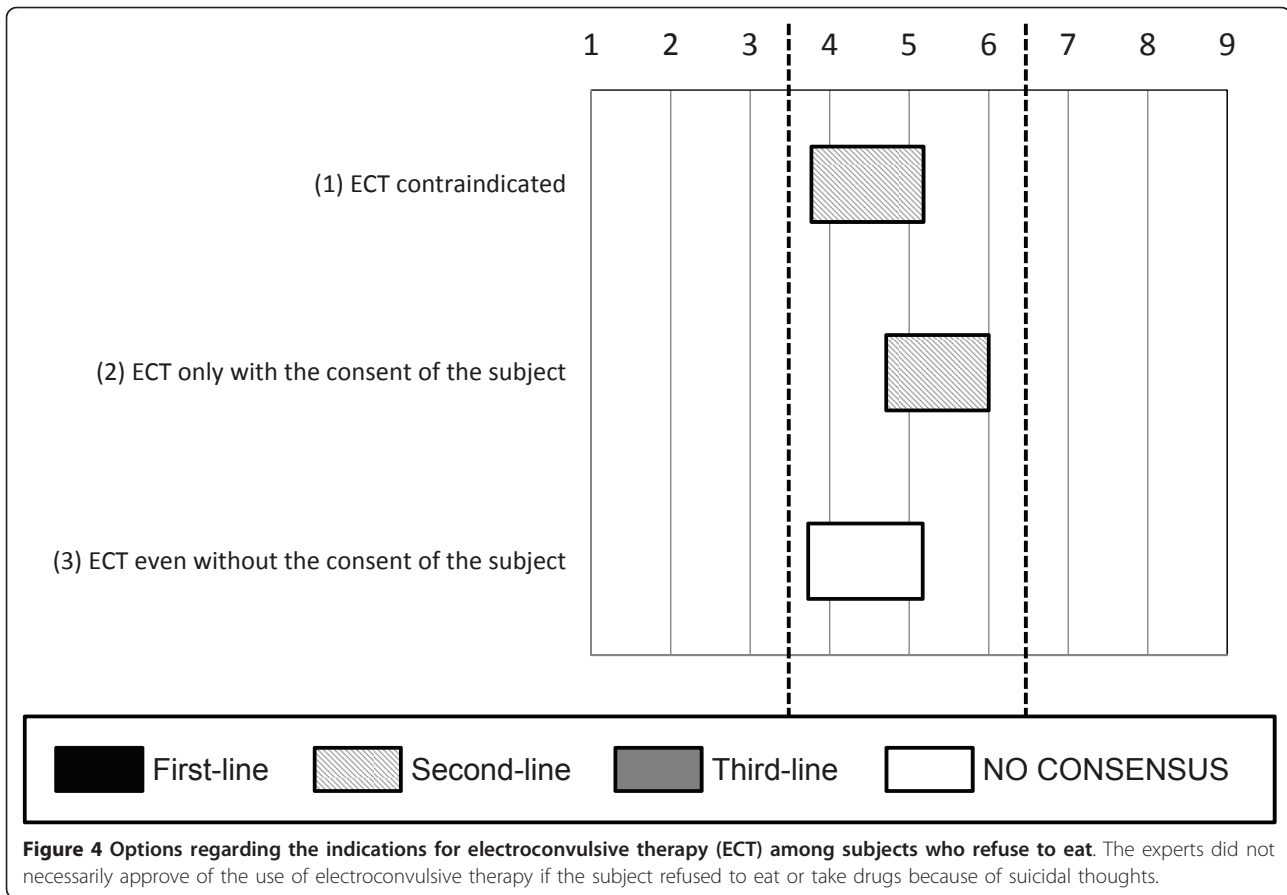 1 2 3 4 5 6 7 8 9
(1) ECT contraindicated
(2) ECT only with the consent of the subject
(3) ECT even without the consent of the subject
First-line Second-line Third-line NO CONSENSUS
Figure 4 Options regarding the indications for electroconvulsive therapy (ECT) among subjects who refuse to eat. The experts did not
necessarily approve of the use of electroconvulsive therapy if the subject refused to eat or take drugs because of suicidal thoughts.